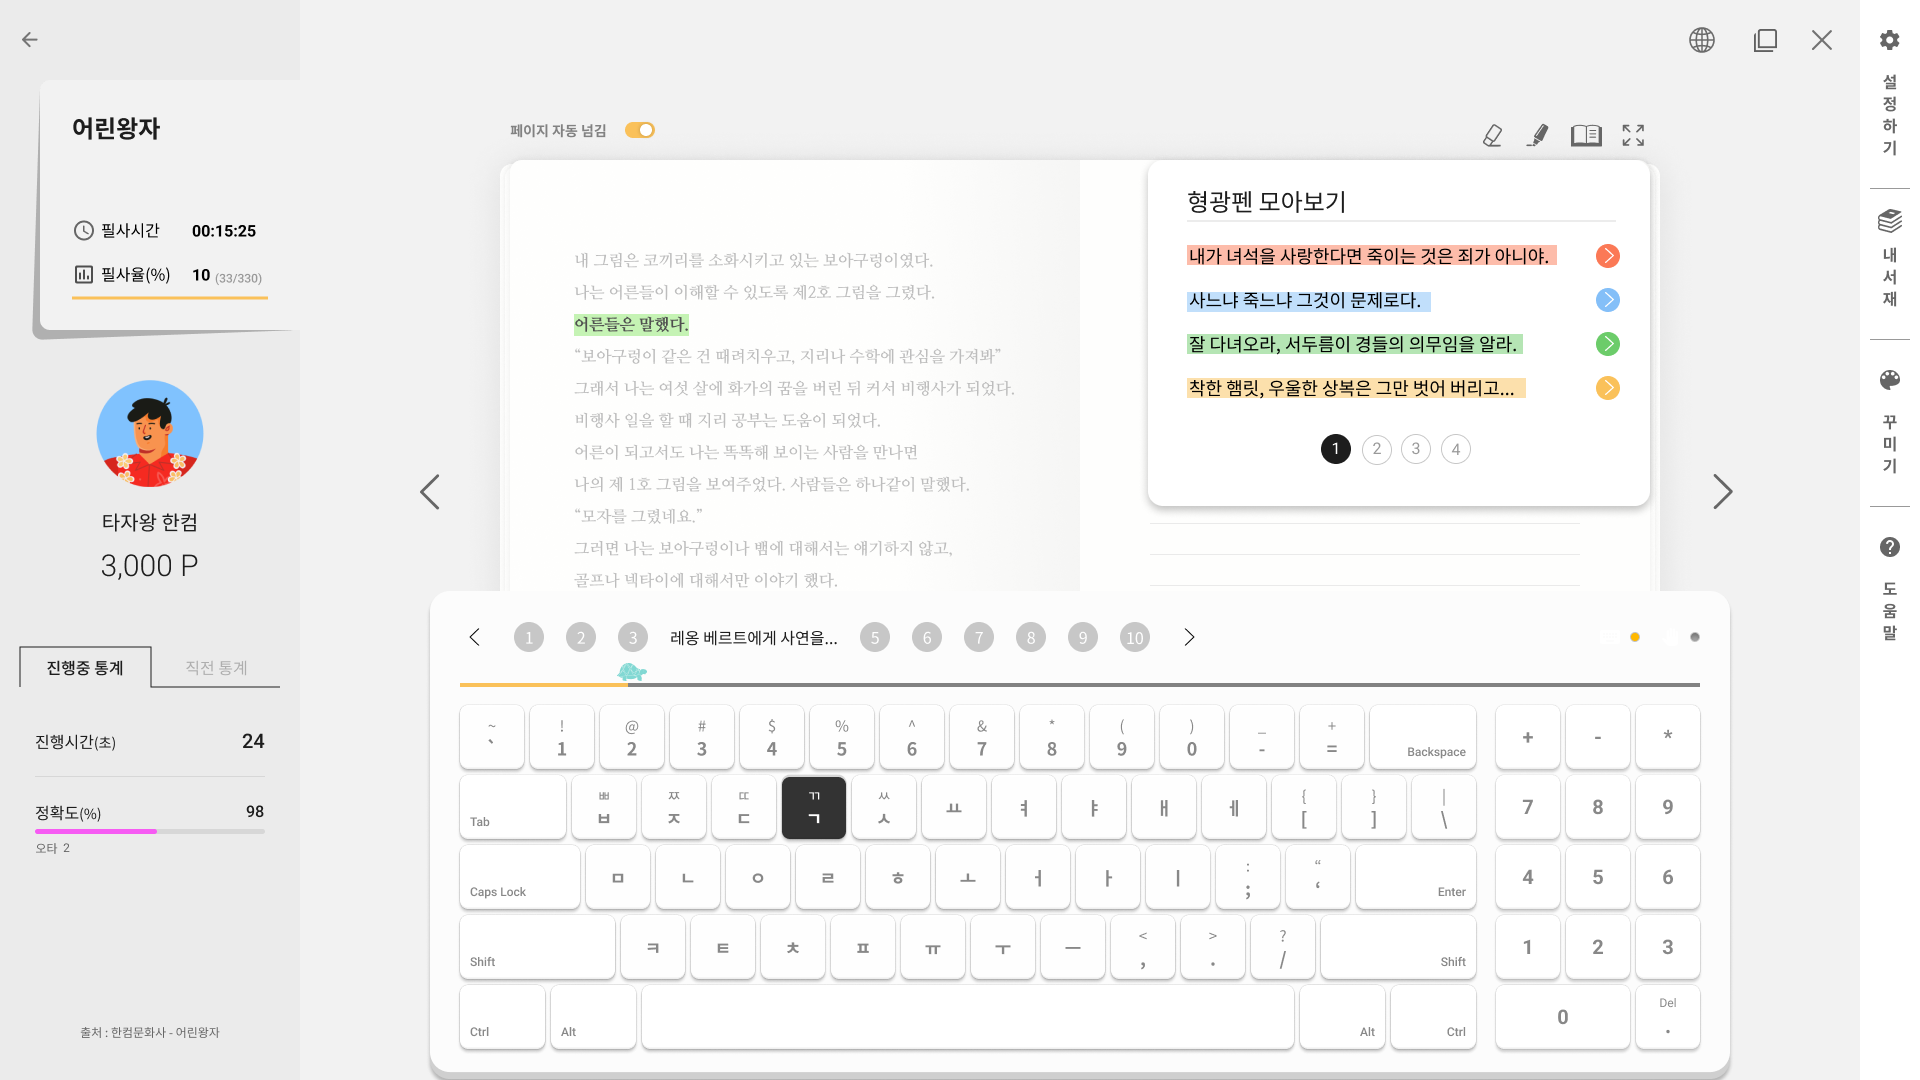 어린왕자
필사시간 00:15:25
필사율(%) 10 (33/330)
타자왕 한컴
3,000 P
진행중 통계 직전 통계
진행시간(초) 24
정확도(%) 98
오타 2
출처 : 한컴문화사 - 어린왕자
페이지 자동 넘김
내 그림은 코끼리를 소화시키고 있는 보아구렁이였다.
나는 어른들이 이해할 수 있도록 제2호 그림을 그렸다.
어른들은 말했다.
“보아구렁이 같은 건 때려치우고, 지리나 수학에 관심을 가져봐”
그래서 나는 여섯 살에 화가의 꿈을 버린 뒤 커서 비행사가 되었다.
비행사 일을 할 때 지리 공부는 도움이 되었다.
어른이 되고서도 나는 똑똑해 보이는 사람을 만나면
나의 제 1호 그림을 보여주었다. 사람들은 하나같이 말했다.
“모자를 그렸네요.”
그러면 나는 보아구렁이나 뱀에 대해서는 얘기하지 않고,
골프나 넥타이에 대해서만 이야기 했다.
형광펜 모아보기
내가 녀석을 사랑한다면 죽이는 것은 죄가 아니야.
사느냐 죽느냐 그것이 문제로다.
잘 다녀오라, 서두름이 경들의 의무임을 알라.
착한 햄릿, 우울한 상복은 그만 벗어 버리고...
1 2 3 4
1 2 3 레옹 베르트에게 사연을... 5 6 7 8 9 10
~ ! @ # $ % ^ & * ( ) _ +
` 1 2 3 4 5 6 7 8 9 0 - = Backspace + - *
ㅃ ㅉ ㄸ ㄲ ㅆ { } |
Tab ㅂ ㅈ ㄷ ㄱ ㅅ ㅛ ㅕ ㅑ ㅐ ㅔ [ ] \ 7 8 9
: “
Caps Lock ㅁ ㄴ ㅇ ㄹ ㅎ ㅗ ㅓ ㅏ ㅣ ; ‘ Enter 4 5 6
< > ?
Shift ㅋ ㅌ ㅊ ㅍ ㅠ ㅜ ㅡ , . / Shift 1 2 3
Ctrl Alt Alt Ctrl 0 Del .
설정하기
내서재
꾸미기
도움말